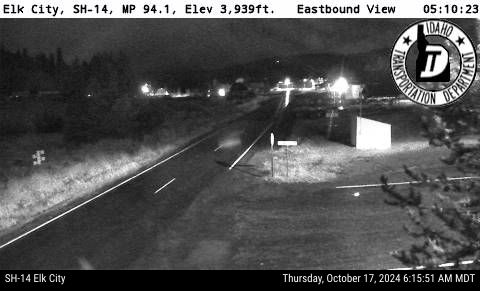 Elk City, SH-14, MP 94.1, Elev 3,939ft. Eastbound View 05:10:23
IDAHO
TRANSPORTATION DEPARTMENT
SH-14 Elk City Thursday, October 17, 2024 6:15:51 AM MDT